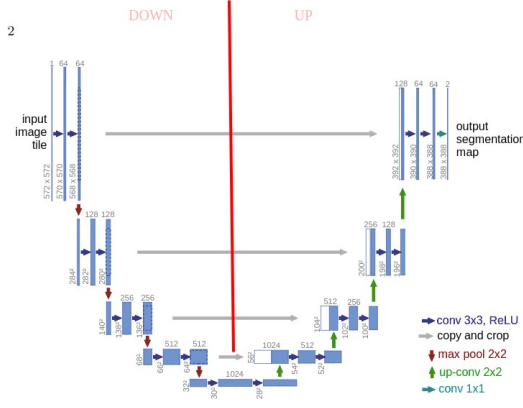 DOWN UP
2
1 64 64
128 64 64 2
input
image
tile
output
segmentation
map
572 x 572
570 x 570
568 x 568
392 x 392
390 x 390
388 x 388
388 x 388
128 128
256 128
284²
282²
280²
200²
198²
196²
256 256
512 256
140²
138²
136²
104²
102²
100²
512 512
1024 512
68²
66²
64²
56²
54²
52²
1024
32²
30²
28²
conv 3x3, ReLU
copy and crop
max pool 2x2
up-conv 2x2
conv 1x1